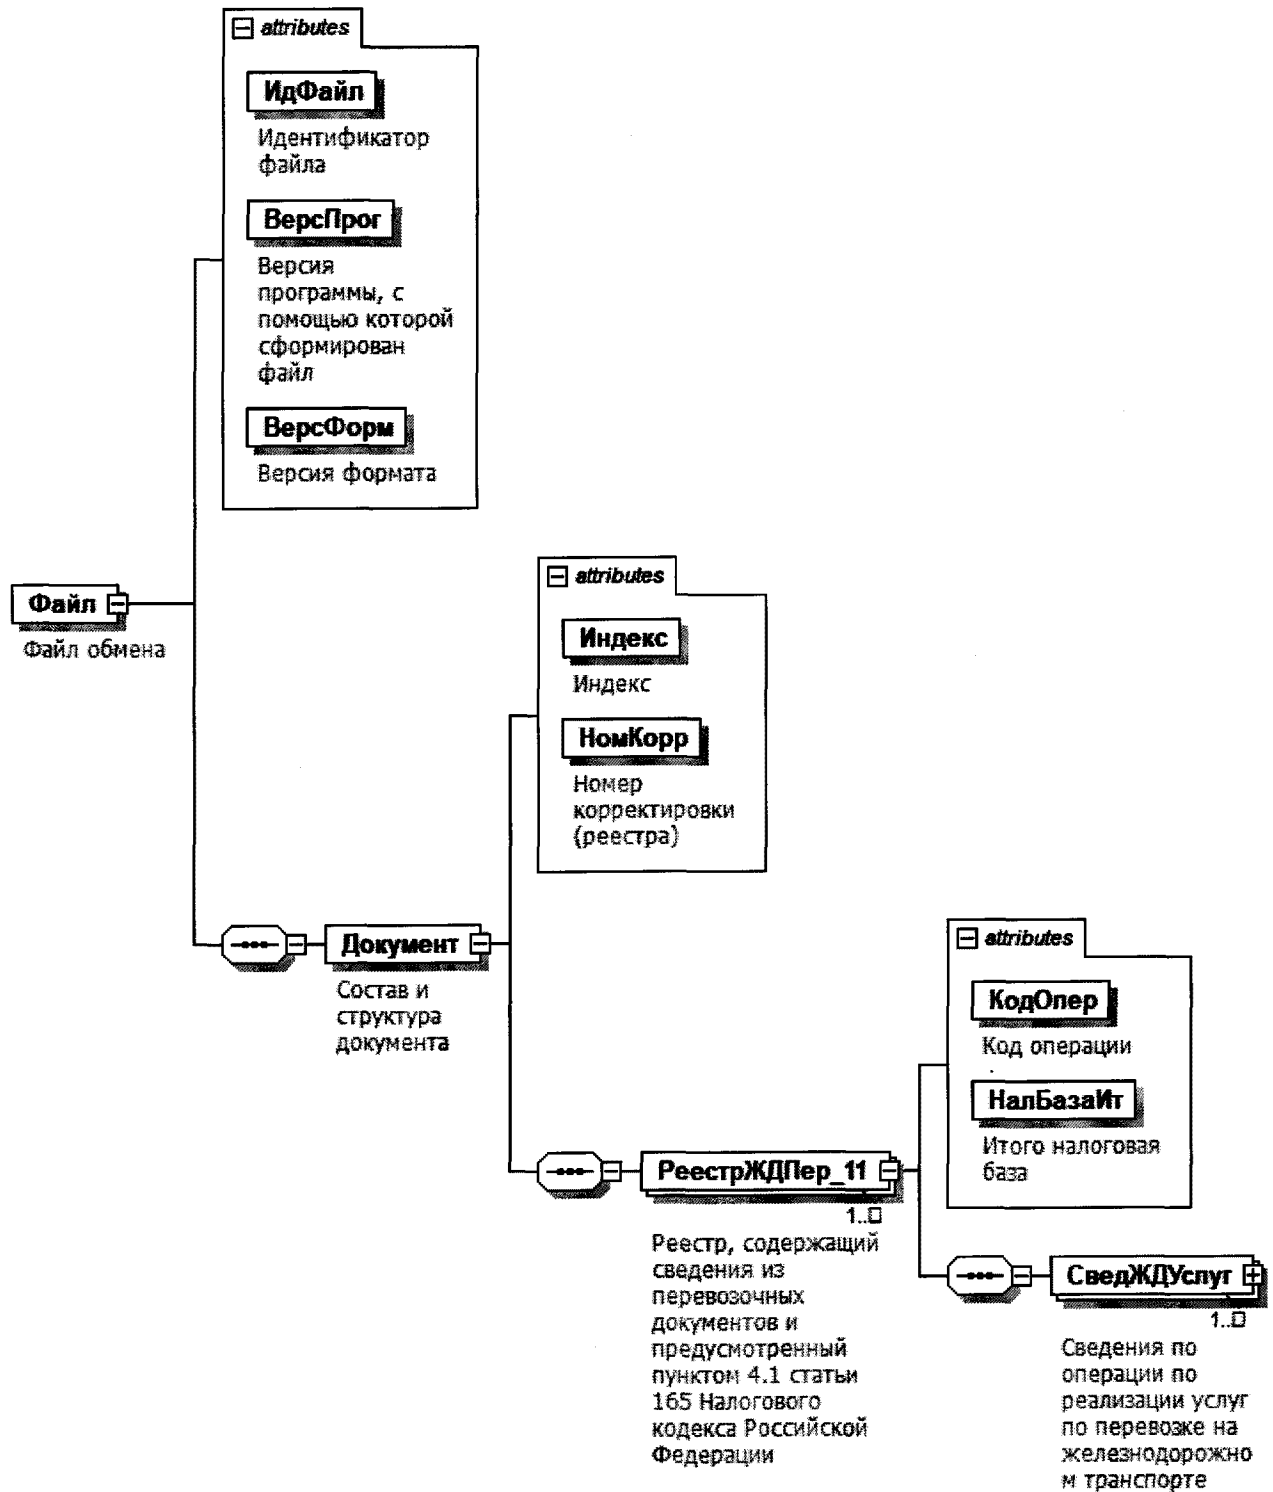 attributes
ИдФайл
Идентификатор
файла
ВерсПрог
Версия
программы, с
помощью которой
сформирован
файл
ВерсФорм
Версия формата
Файл
Файл обмена
attributes
Индекс
Индекс
НомКорр
Номер
корректировки
(реестра)
Документ
Состав и
структура
документа
attributes
КодОпер
Код операции
НалБазаИт
Итого налоговая
база
РеестрЖДПер_11
1..□
Реестр, содержащий
сведения из
перевозочных
документов и
предусмотренный
пунктом 4.1 статьи
165 Налогового
кодекса Российской
Федерации
СведЖДУслуг
1..□
Сведения по
операции по
реализации услуг
по перевозке на
железнодорожно
м транспорте